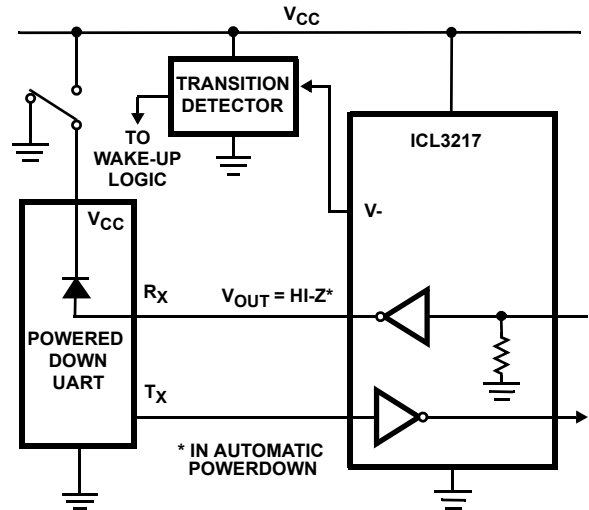 VCC
TRANSITION
DETECTOR
TO
WAKE-UP
LOGIC
ICL3217
V-
VCC
RX
VOUT = HI-Z*
POWERED
DOWN
UART
TX
* IN AUTOMATIC
POWERDOWN